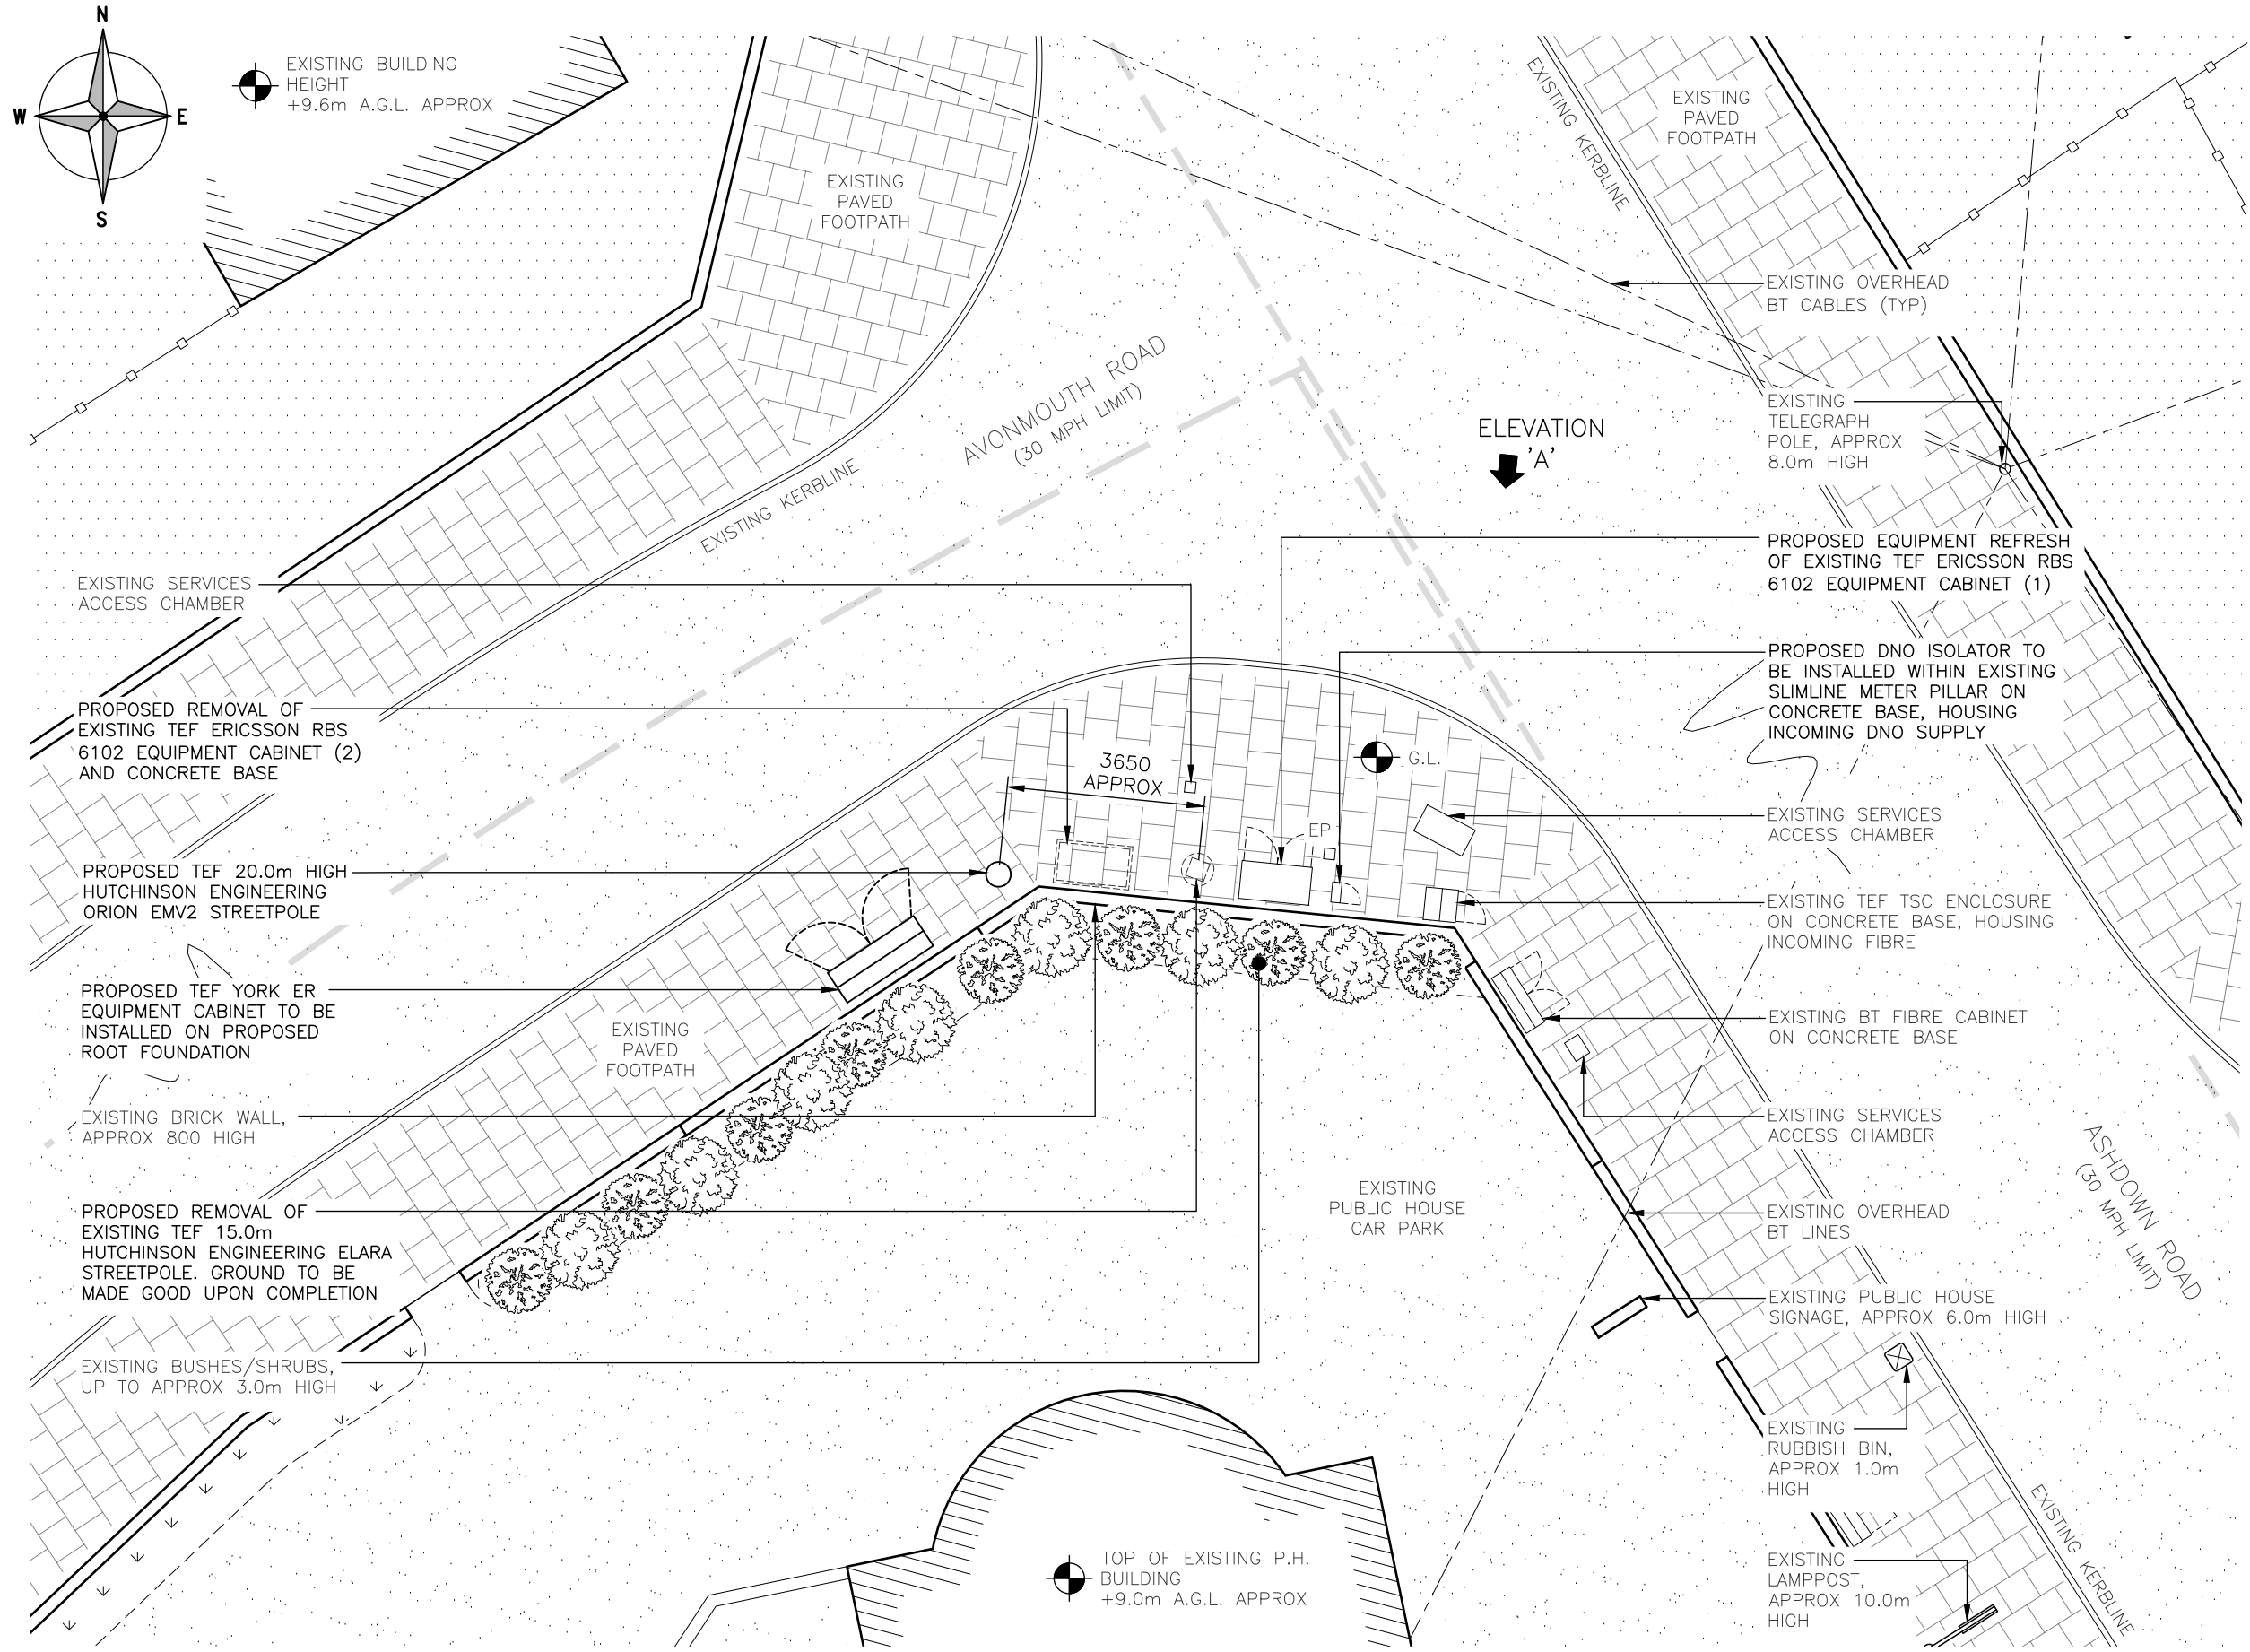 N
W
E
S
EXISTING BUILDING
HEIGHT
+9.6m A.G.L. APPROX
EXISTING
PAVED
FOOTPATH
EXISTING KERBLINE
EXISTING
PAVED
FOOTPATH
EXISTING OVERHEAD
BT CABLES (TYP)
AVONMOUTH ROAD
(30 MPH LIMIT)
EXISTING KERBLINE
ELEVATION
'A'
EXISTING
TELEGRAPH
POLE, APPROX
8.0m HIGH
PROPOSED EQUIPMENT REFRESH
OF EXISTING TEF ERICSSON RBS
6102 EQUIPMENT CABINET (1)
EXISTING SERVICES
ACCESS CHAMBER
PROPOSED DNO ISOLATOR TO
BE INSTALLED WITHIN EXISTING
SLIMLINE METER PILLAR ON
CONCRETE BASE, HOUSING
INCOMING DNO SUPPLY
PROPOSED REMOVAL OF
EXISTING TEF ERICSSON RBS
6102 EQUIPMENT CABINET (2)
AND CONCRETE BASE
3650
APPROX
G.L.
EP
EXISTING SERVICES
ACCESS CHAMBER
PROPOSED TEF 20.0m HIGH
HUTCHINSON ENGINEERING
ORION EMV2 STREETPOLE
EXISTING TEF TSC ENCLOSURE
ON CONCRETE BASE, HOUSING
INCOMING FIBRE
PROPOSED TEF YORK ER
EQUIPMENT CABINET TO BE
INSTALLED ON PROPOSED
ROOT FOUNDATION
EXISTING
PAVED
FOOTPATH
EXISTING BT FIBRE CABINET
ON CONCRETE BASE
EXISTING BRICK WALL,
APPROX 800 HIGH
EXISTING SERVICES
ACCESS CHAMBER
ASHDOWN ROAD
(30 MPH LIMIT)
EXISTING
PUBLIC HOUSE
CAR PARK
PROPOSED REMOVAL OF
EXISTING TEF 15.0m
HUTCHINSON ENGINEERING ELARA
STREETPOLE. GROUND TO BE
MADE GOOD UPON COMPLETION
EXISTING OVERHEAD
BT LINES
EXISTING PUBLIC HOUSE
SIGNAGE, APPROX 6.0m HIGH
EXISTING BUSHES/SHRUBS,
UP TO APPROX 3.0m HIGH
EXISTING
RUBBISH BIN,
APPROX 1.0m
HIGH
EXISTING KERBLINE
TOP OF EXISTING P.H.
BUILDING
+9.0m A.G.L. APPROX
EXISTING
LAMPPOST,
APPROX 10.0m
HIGH